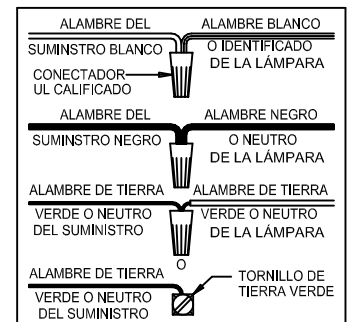 ALAMBRE DEL
SUMINSTRO BLANCO
ALAMBRE BLANCO
O IDENTIFICADO
DE LA LÁMPARA
CONECTADOR
UL CALIFICADO
ALAMBRE DEL
SUMINSTRO NEGRO
ALAMBRE NEGRO
O NEUTRO
DE LA LÁMPARA
ALAMBRE DE TIERRA
VERDE O NEUTRO
DEL SUMINISTRO
ALAMBRE DE TIERRA
VERDE O NEUTRO
DE LA LÁMPARA
O
ALAMBRE DE TIERRA
VERDE O NEUTRO
DEL SUMINISTRO
TORNILLO DE
TIERRA VERDE